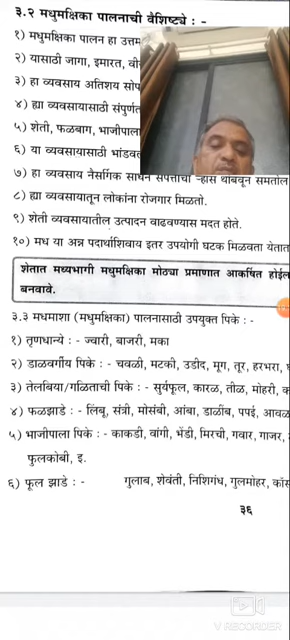 ३.२ मधुमक्षिका पालनाची वैशिष्ट्ये : -
१) मधुमक्षिका पालन हा उत्तम
२) यासाठी जागा, इमारत,
३) हा व्यवसाय अतिशय
४) ह्या व्यवसायासाठी
५) शेती, फळबाग,
६) या व्यवसायासाठी
७) हा व्यवसाय नैसर्गिक साधन संपत्तीचा ऱ्हास थांबवून समतोल
८) ह्या व्यवसायातून लोकांना रोजगार मिळतो.
९) शेती व्यवसायातील उत्पादन वाढवण्यास मदत होते.
१०) मध या अन्न पदार्थाशिवाय इतर उपयोगी घटक मिळवता येतात
शेतात मध्यभागी मधुमक्षिका मोठ्या प्रमाणात आकर्षित होईल
बनवावे.
३.३ मधमाशा (मधुमक्षिका) पालनासाठी उपयुक्त पिके : -
१) तृणधान्ये : - ज्वारी, बाजरी, मका
२) डाळवर्गीय पिके : - चवळी, मटकी, उडीद, मूग, तूर, हरभरा,
३) तेलबिया/गळिताची पिके : - सुर्यफूल, कारळ, तीळ, मोहरी,
४) फळझाडे : - लिंबू, संत्री, मोसंबी, आंबा, डाळींब, पपई,
५) भाजीपाला पिके : - काकडी, वांगी, भेंडी, मिरची, गवार, गाजर,
फुलकोबी, इ.
६) फूल झाडे : - गुलाब, शेवंती, निशिगंध, गुलमोहर,
३६
V RECORDER